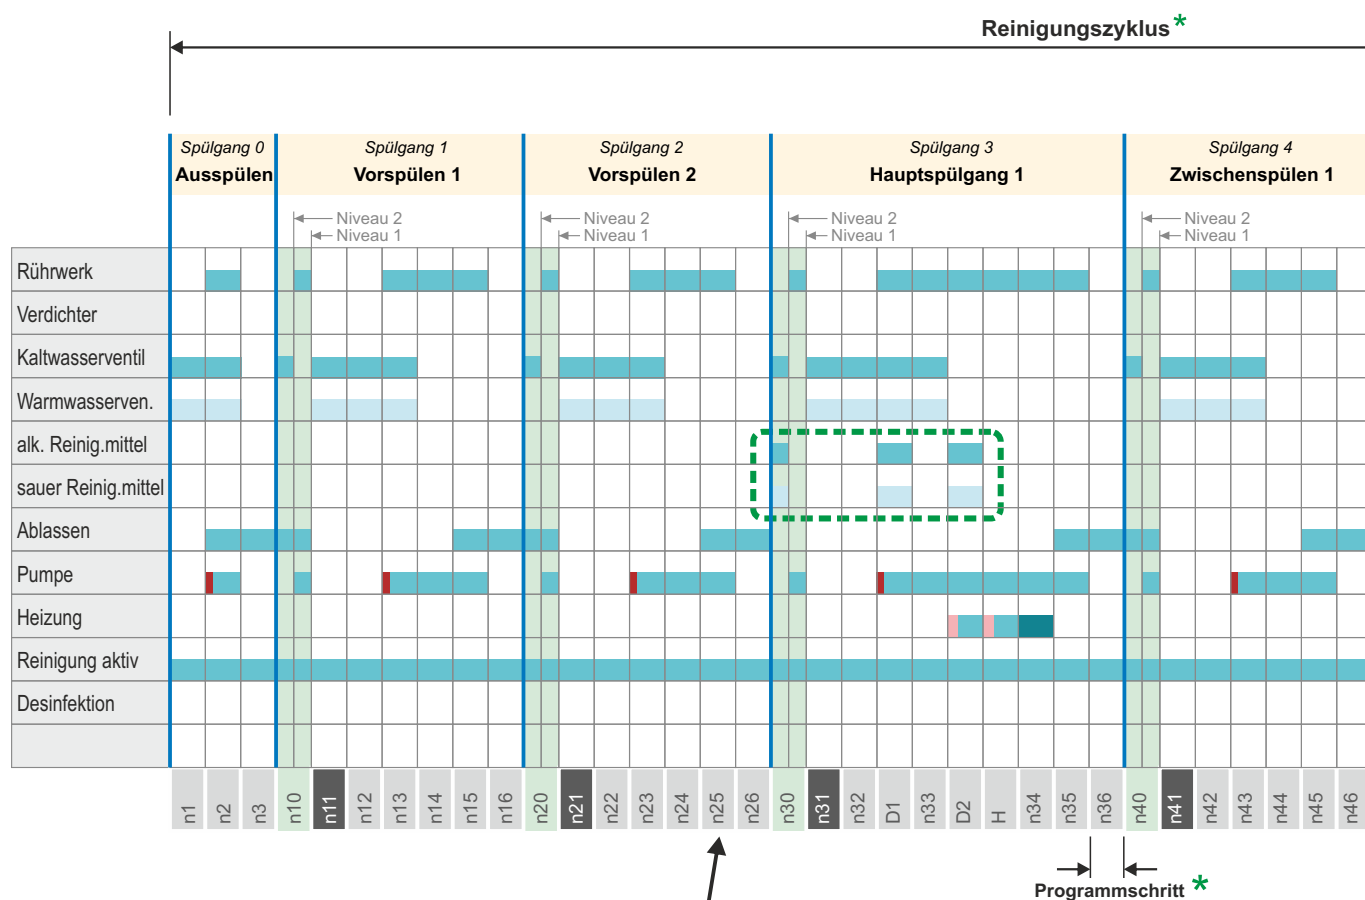 Reinigungszyklus *
Spülgang 0 Spülgang 1 Spülgang 2 Spülgang 3 Spülgang 4
Ausspülen Vorspülen 1 Vorspülen 2 Hauptspülgang 1 Zwischenspülen 1
Niveau 2 Niveau 2 Niveau 2 Niveau 2
Niveau 1 Niveau 1 Niveau 1 Niveau 1
Rührwerk
Verdichter
Kaltwasserventil
Warmwasserven.
alk. Reinig.mittel
sauer Reinig.mittel
Ablassen
Pumpe
Heizung
Reinigung aktiv
Desinfektion
n1 n2 n3 n10 n11 n12 n13 n14 n15 n16 n20 n21 n22 n23 n24 n25 n26 n30 n31 n32 D1 n33 D2 H n34 n35 n36 n40 n41 n42 n43 n44 n45 n46
Programmschritt *